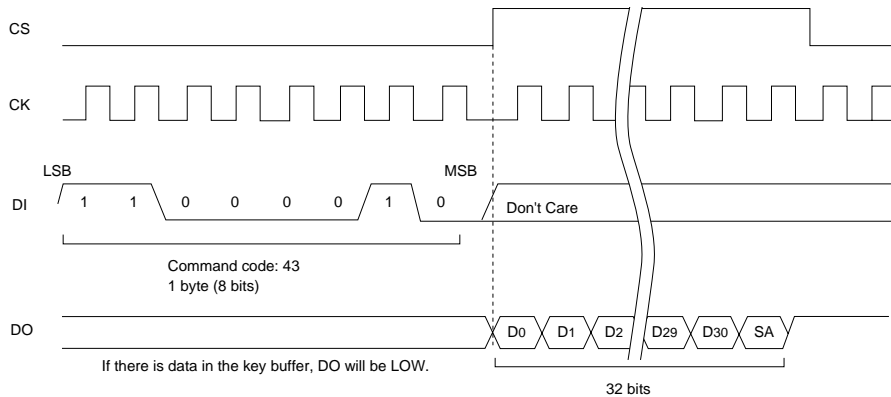 CS
CK
LSB
MSB
DI
1 1 0 0 0 0 1 0
Don't Care
Command code: 43
1 byte (8 bits)
DO
D0 D1 D2 D29 D30 SA
If there is data in the key buffer, DO will be LOW.
32 bits